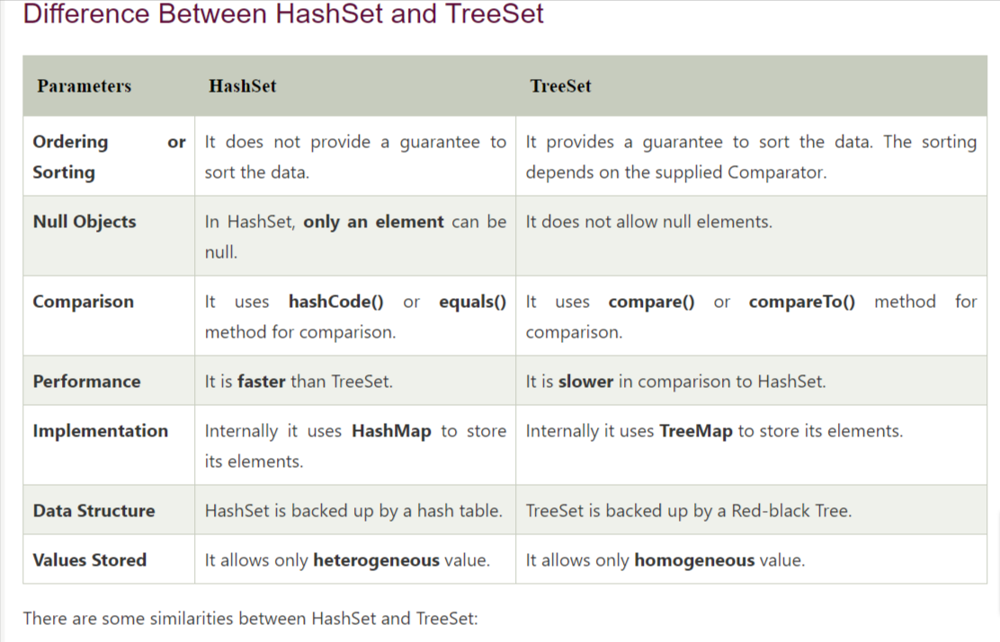 Difference Between HashSet and TreeSet
Parameters HashSet TreeSet
Ordering or
Sorting
It does not provide a guarantee to
sort the data.
It provides a guarantee to sort the data. The sorting
depends on the supplied Comparator.
Null Objects
In HashSet, only an element can be
null.
It does not allow null elements.
Comparison
It uses hashCode() or equals()
method for comparison.
It uses compare() or compareTo() method for
comparison.
Performance
It is faster than TreeSet.
It is slower in comparison to HashSet.
Implementation
Internally it uses HashMap to store
its elements.
Internally it uses TreeMap to store its elements.
Data Structure
HashSet is backed up by a hash table.
TreeSet is backed up by a Red-black Tree.
Values Stored
It allows only heterogeneous value.
It allows only homogeneous value.
There are some similarities between HashSet and TreeSet: